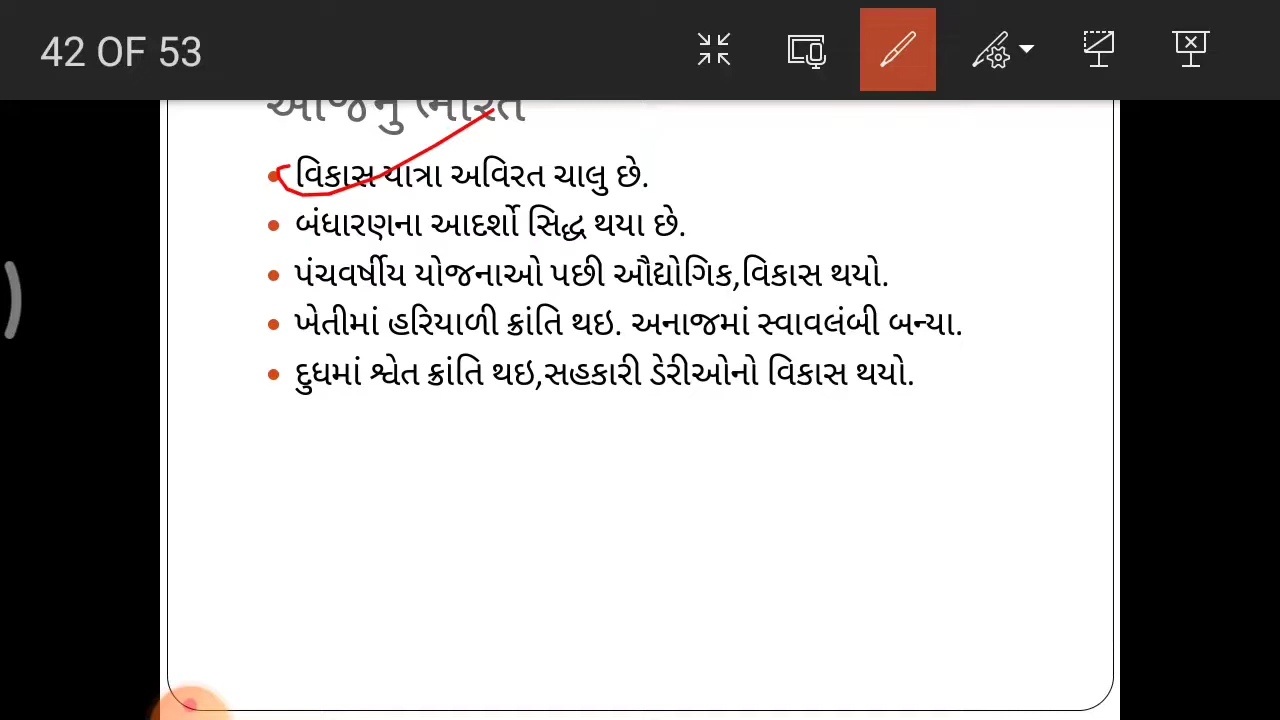 42 OF 53
આજનું ભારત
વિકાસ યાત્રા અવિરત ચાલુ છે.
બંધારણના આદર્શો સિદ્ધ થયા છે.
પંચવર્ષીય યોજનાઓ પછી ઔદ્યોગિક,વિકાસ થયો.
ખેતીમાં હરિયાળી ક્રાંતિ થઇ. અનાજમાં સ્વાવલંબી બન્યા.
દુધમાં શ્વેત ક્રાંતિ થઇ,સહકારી ડેરીઓનો વિકાસ થયો.